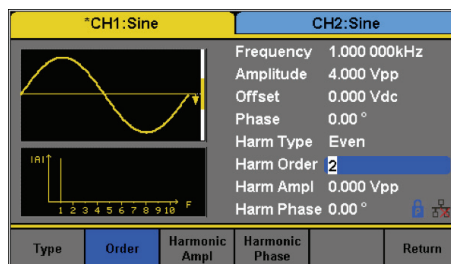 *CH1:Sine
CH2:Sine
Frequency 1.000 000kHz
Amplitude 4.000 Vpp
Offset 0.000 Vdc
Phase 0.00 °
Harm Type Even
Harm Order 2
Harm Ampl 0.000 Vpp
Harm Phase 0.00 °
|A|
1 2 3 4 5 6 7 8 9 10 F
Type
Order
Harmonic Ampl
Harmonic Phase
Return